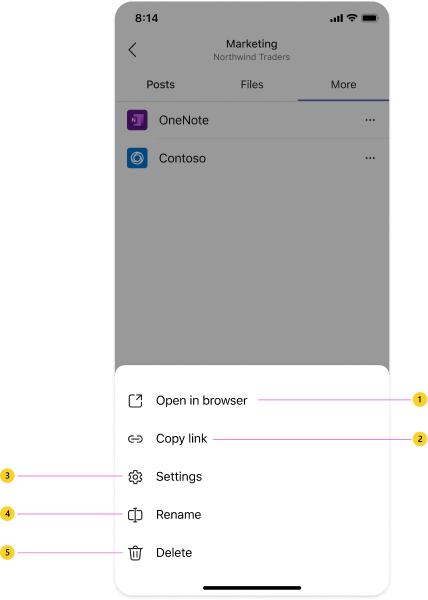 8:14
Marketing
Northwind Traders
Posts Files More
N OneNote ...
Contoso ...
Open in browser 1
Copy link 2
3 Settings
4 Rename
5 Delete